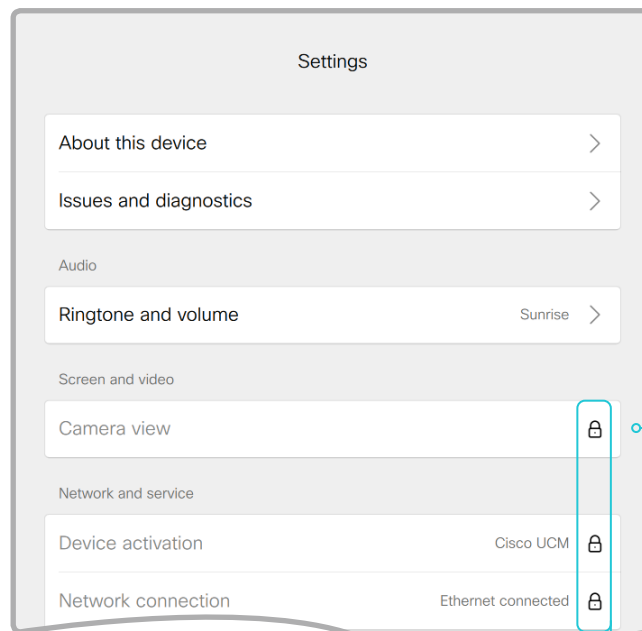 Settings
About this device
Issues and diagnostics
Audio
Ringtone and volume Sunrise
Screen and video
Camera view
Network and service
Device activation Cisco UCM
Network connection Ethernet connected